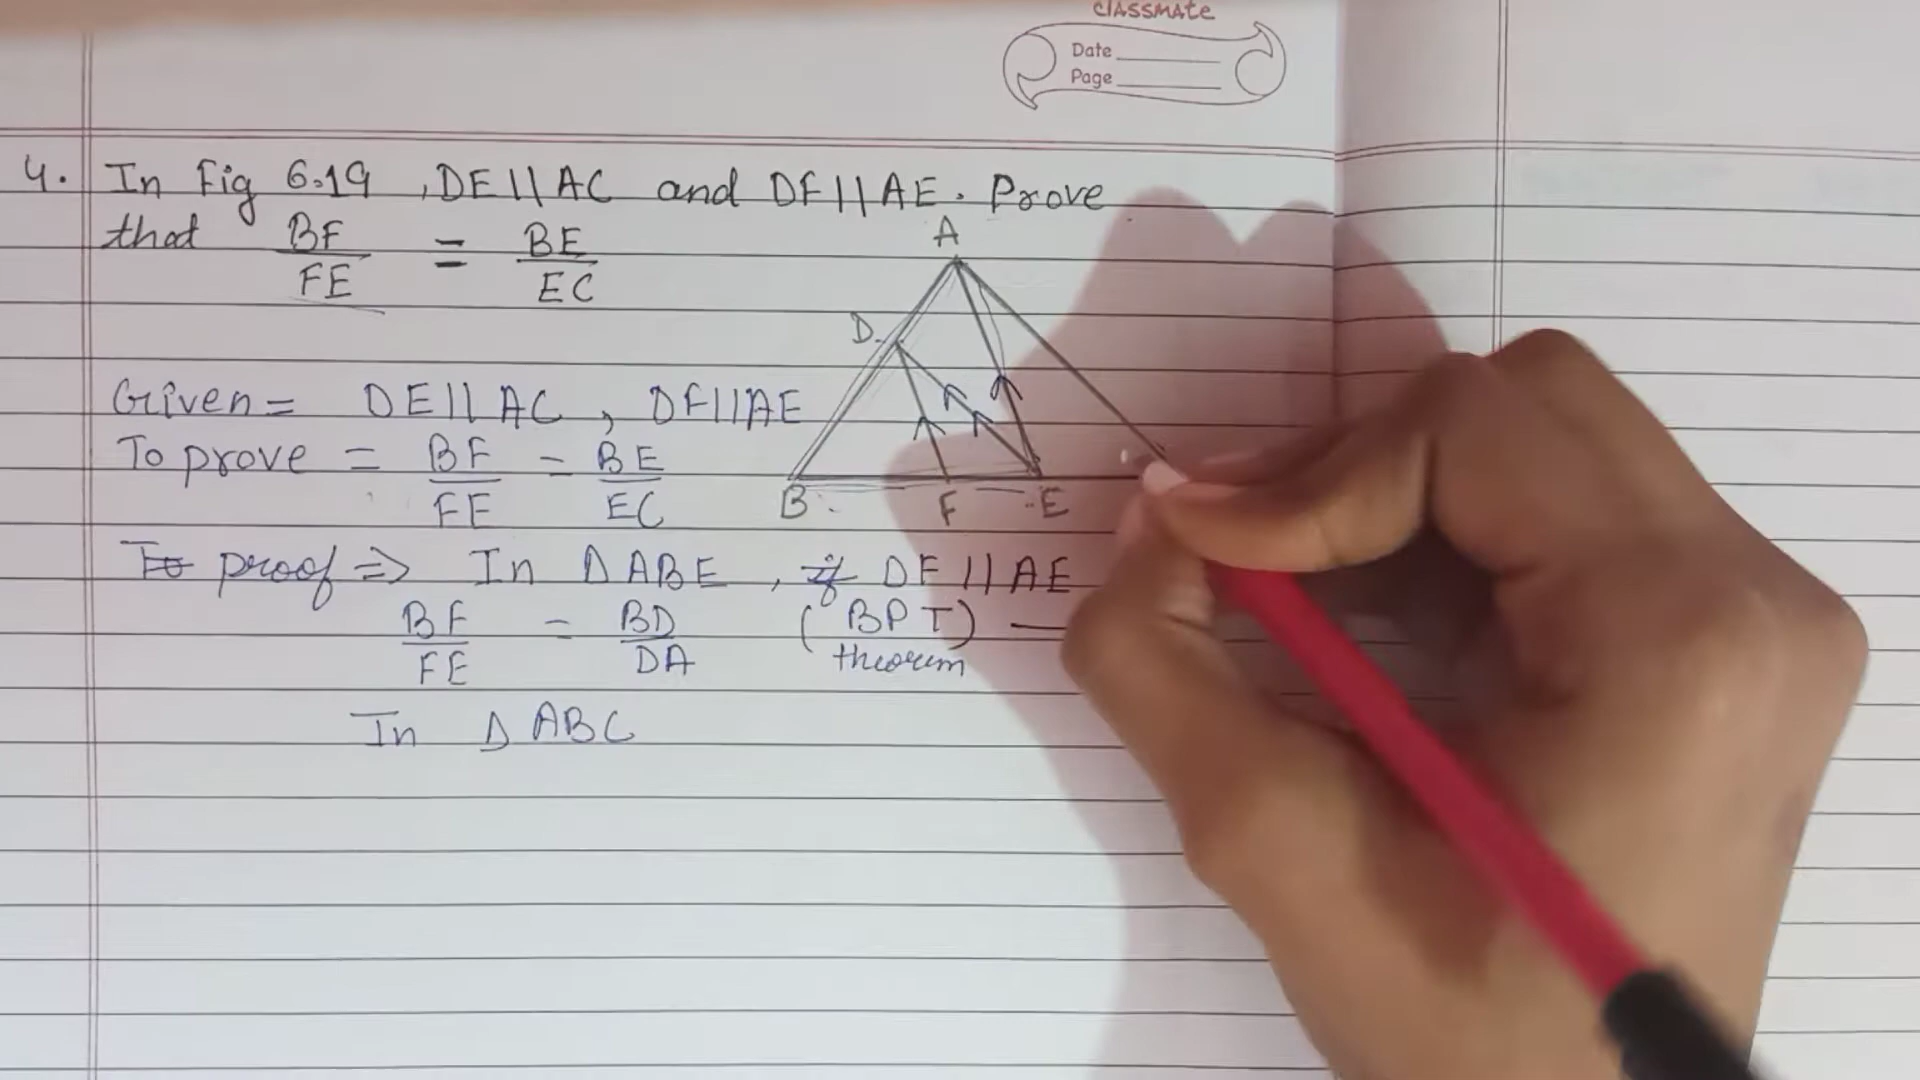 classmate
Date
Page
4. In Fig 6.19 , DE || AC and DF || AE. Prove
that BF/FE = BE/EC
A
D
B F E
Given = DE || AC , DF || AE
To prove = BF/FE = BE/EC
proof => In Δ ABE , DF || AE
BF/FE = BD/DA (BPT theorem)
In Δ ABC